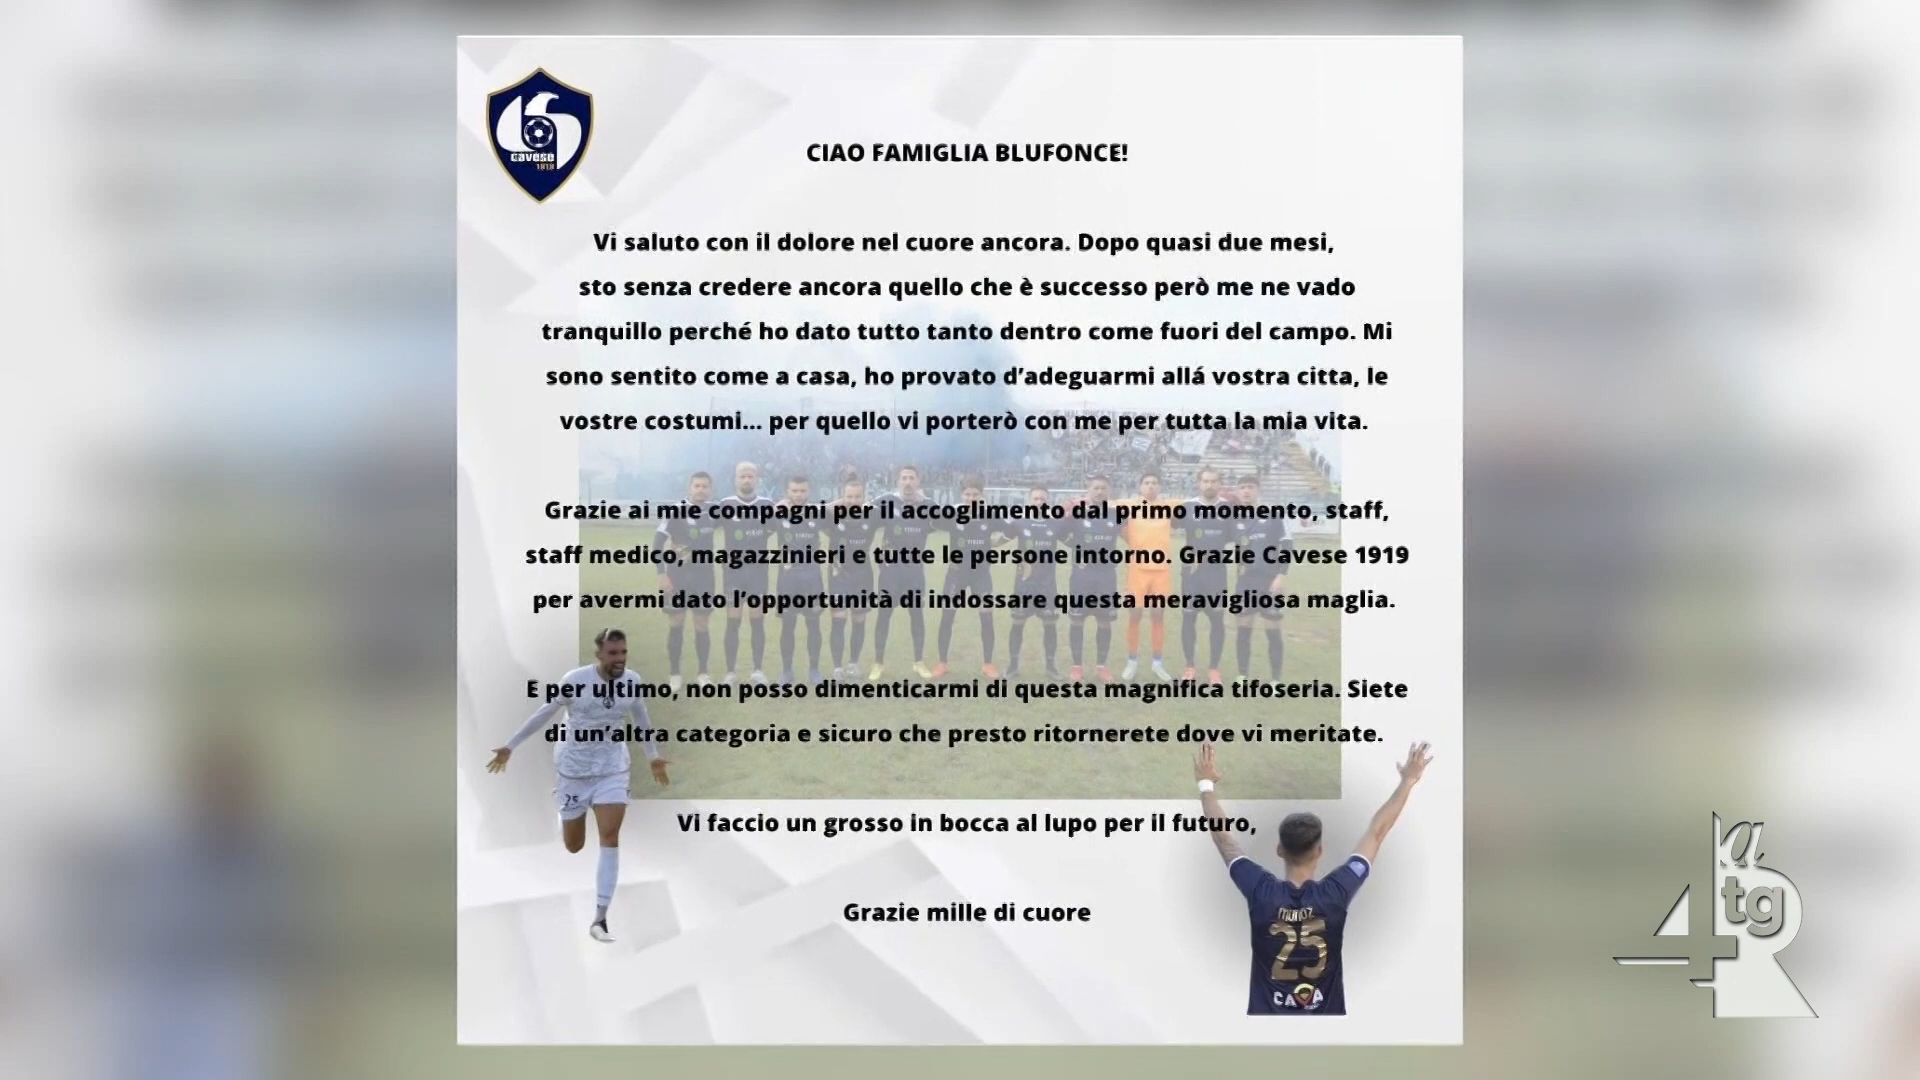 cavese
1919
CIAO FAMIGLIA BLUFONCE!
Vi saluto con il dolore nel cuore ancora. Dopo quasi due mesi,
sto senza credere ancora quello che è successo però me ne vado
tranquillo perché ho dato tutto tanto dentro come fuori del campo. Mi
sono sentito come a casa, ho provato d’adeguarmi allá vostra citta, le
vostre costumi... per quello vi porterò con me per tutta la mia vita.
Grazie ai mie compagni per il accoglimento dal primo momento, staff,
staff medico, magazzinieri e tutte le persone intorno. Grazie Cavese 1919
per avermi dato l’opportunità di indossare questa meravigliosa maglia.
E per ultimo, non posso dimenticarmi di questa magnifica tifoseria. Siete
di un’altra categoria e sicuro che presto ritornerete dove vi meritate.
Vi faccio un grosso in bocca al lupo per il futuro,
Grazie mille di cuore
25
munoz
25
CAVA
la
tg
4R